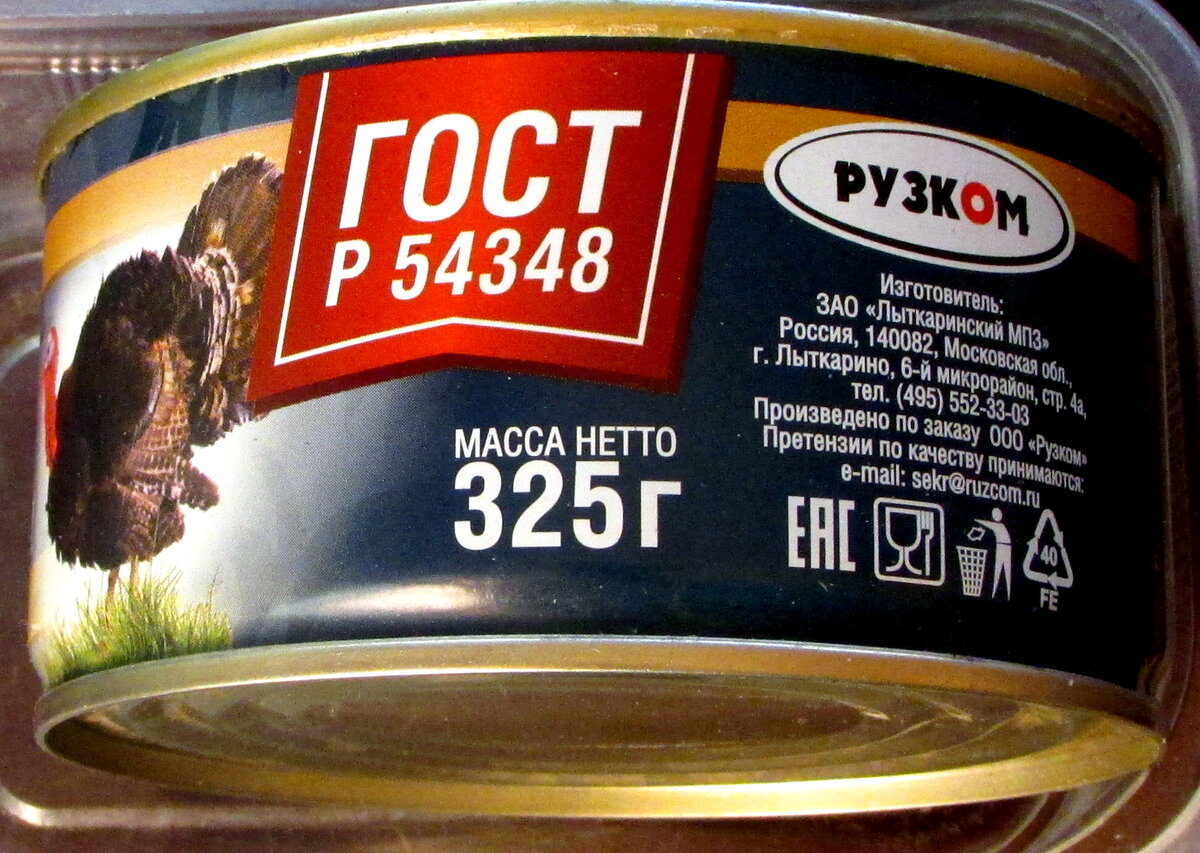 ГОСТ
Р 54348
РУЗКОМ
Изготовитель:
ЗАО «Лыткаринский МПЗ»
Россия, 140082, Московская обл.,
г. Лыткарино, 6-й микрорайон, стр. 4а,
тел. (495) 552-33-03
Произведено по заказу ООО «Рузком»
Претензии по качеству принимаются:
e-mail: sekr@ruzcom.ru
МАССА НЕТТО
325г
EAC
40
FE